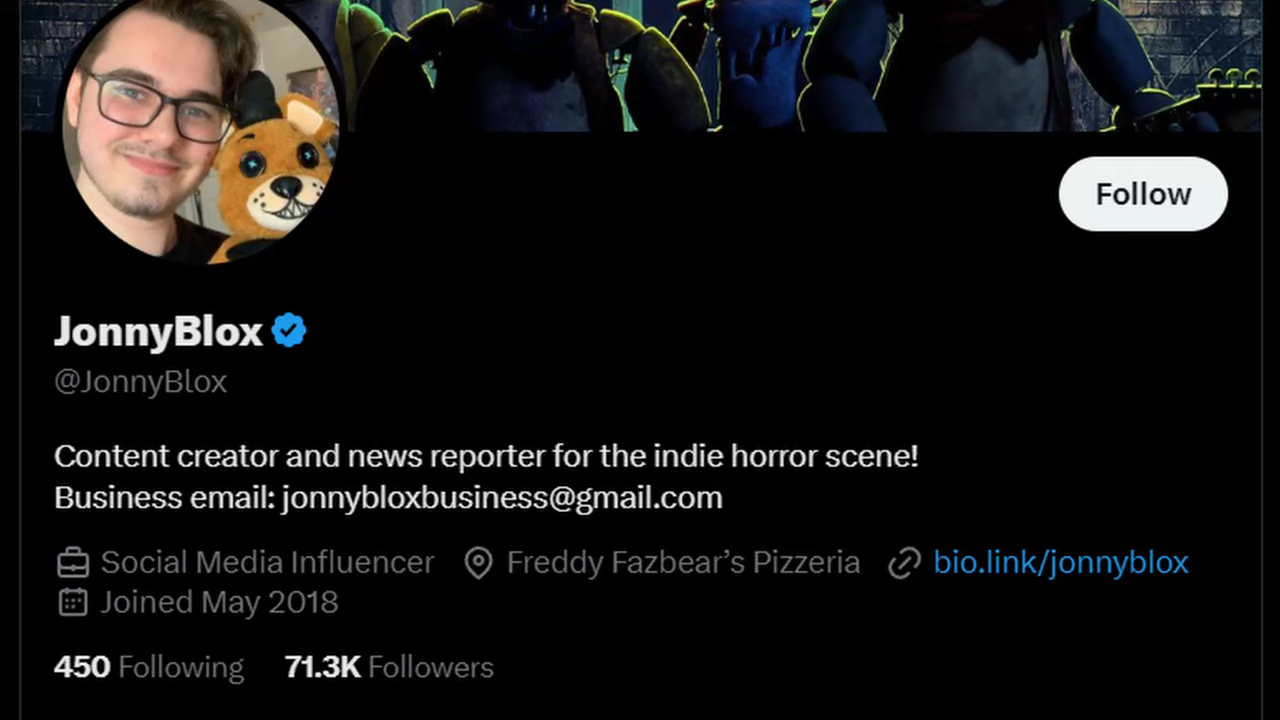 Follow
JonnyBlox
@JonnyBlox
Content creator and news reporter for the indie horror scene!
Business email: jonnybloxbusiness@gmail.com
Social Media Influencer Freddy Fazbear’s Pizzeria bio.link/jonnyblox
Joined May 2018
450 Following 71.3K Followers